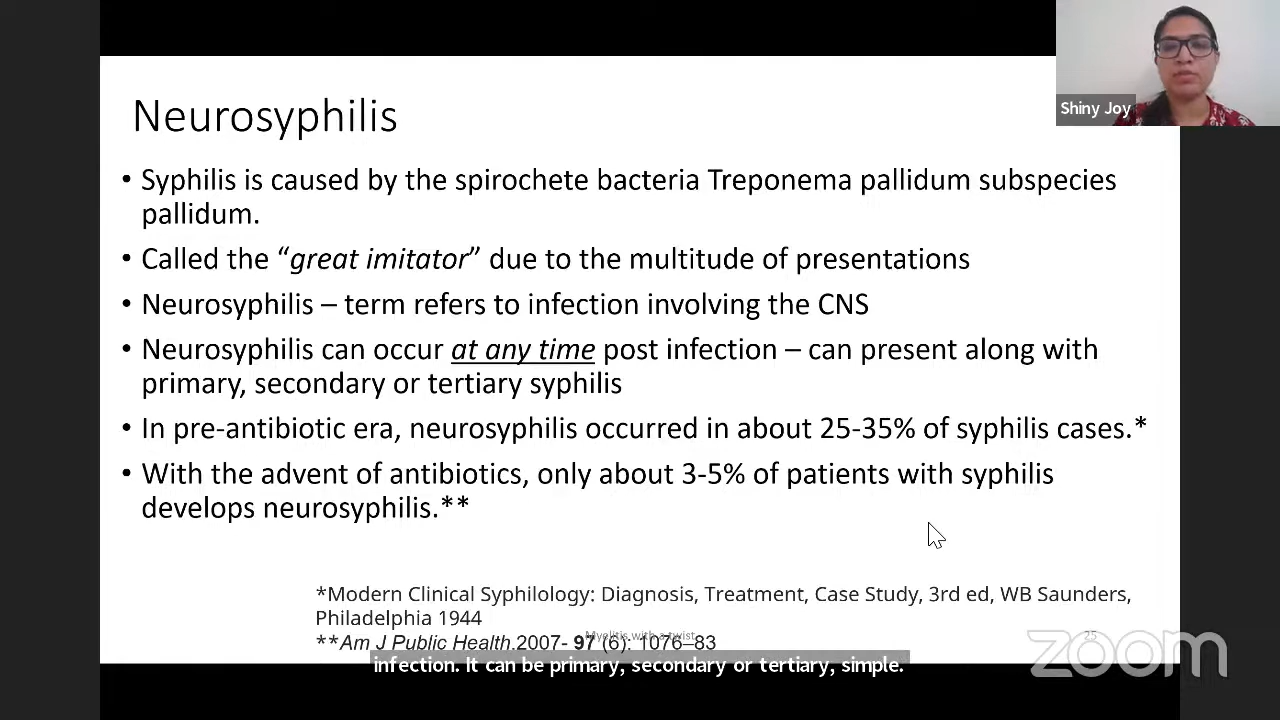 Shiny Joy
Neurosyphilis
• Syphilis is caused by the spirochete bacteria Treponema pallidum subspecies
pallidum.
• Called the “great imitator” due to the multitude of presentations
• Neurosyphilis – term refers to infection involving the CNS
• Neurosyphilis can occur at any time post infection – can present along with
primary, secondary or tertiary syphilis
• In pre-antibiotic era, neurosyphilis occurred in about 25-35% of syphilis cases.*
• With the advent of antibiotics, only about 3-5% of patients with syphilis
develops neurosyphilis.**
*Modern Clinical Syphilology: Diagnosis, Treatment, Case Study, 3rd ed, WB Saunders,
Philadelphia 1944
**Am J Public Health.2007- 97 (6): 1076–83
Myelitis with a twist
25
zoom
infection. It can be primary, secondary or tertiary, simple.